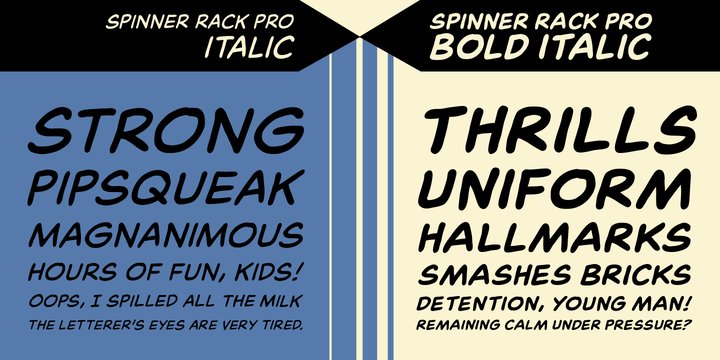 SPINNER RACK PRO
ITALIC
STRONG
PIPSQUEAK
MAGNANIMOUS
HOURS OF FUN, KIDS!
OOPS, I SPILLED ALL THE MILK
THE LETTERER'S EYES ARE VERY TIRED.
SPINNER RACK PRO
BOLD ITALIC
THRILLS
UNIFORM
HALLMARKS
SMASHES BRICKS
DETENTION, YOUNG MAN!
REMAINING CALM UNDER PRESSURE?